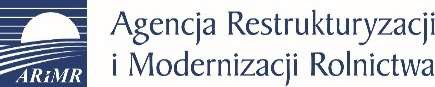 Agencja Restrukturyzacji
i Modernizacji Rolnictwa
ARiMR